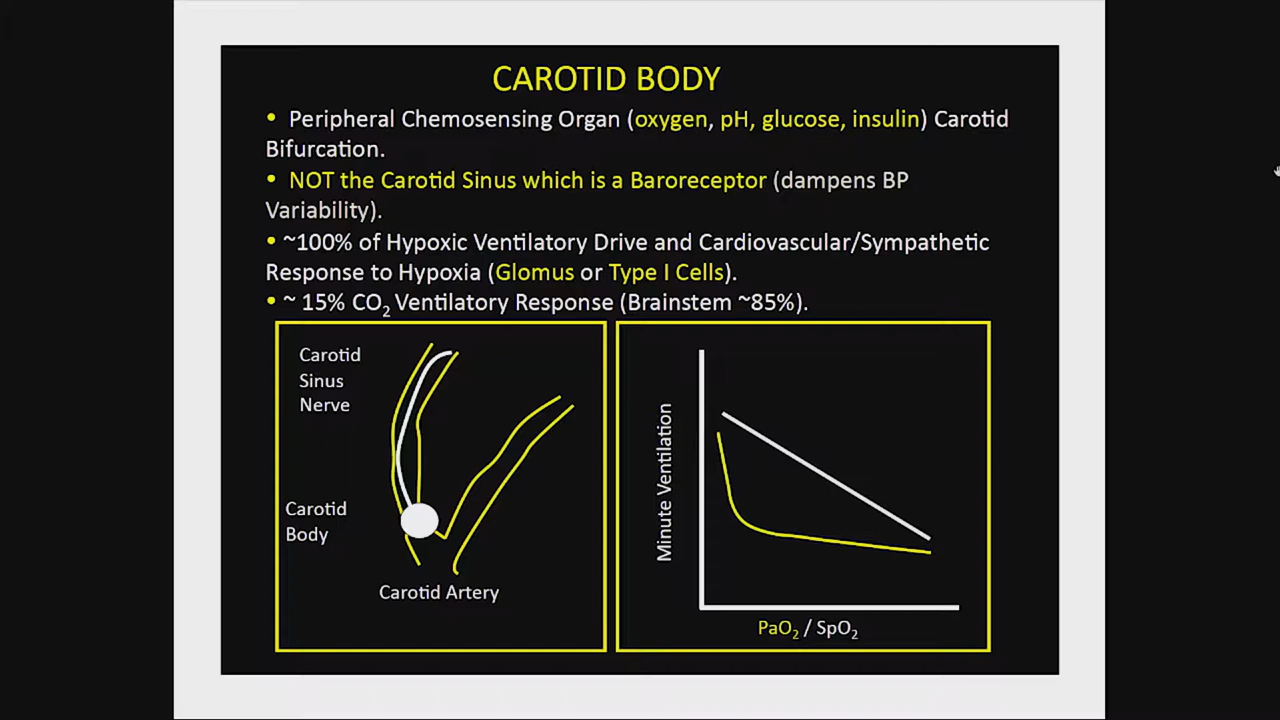 CAROTID BODY
• Peripheral Chemosensing Organ (oxygen, pH, glucose, insulin) Carotid
Bifurcation.
• NOT the Carotid Sinus which is a Baroreceptor (dampens BP
Variability).
• ~100% of Hypoxic Ventilatory Drive and Cardiovascular/Sympathetic
Response to Hypoxia (Glomus or Type I Cells).
• ~ 15% CO₂ Ventilatory Response (Brainstem ~85%).
Carotid
Sinus
Nerve
Carotid
Body
Carotid Artery
Minute Ventilation
PaO₂ / SpO₂